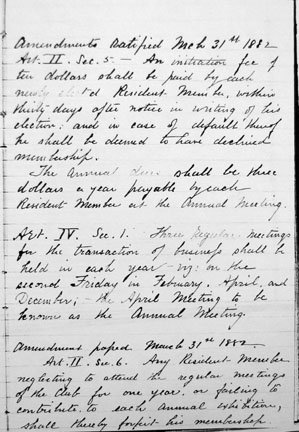 Amendments Ratified Mch 31st 1882
Art. II. Sec. 5 — An initiation fee of
ten dollars shall be paid by each
newly elect'd Resident Member, within
thirty days after notice in writing of his
election; and in case of default thereof
he shall be deemed to have declined
membership.
The annual dues shall be three
dollars a year payable by each
Resident Member at the Annual Meeting.
Art. IV. Sec. 1. Three regular meetings
for the transaction of business shall be
held in each year — viz: on the
second Friday in February, April, and
December; — the April Meeting to be
known as the Annual Meeting.
Amendment passed March 31st 1882.
Art. II. Sec. 6. Any Resident Member
neglecting to attend the regular meetings
of the club for one year, or failing to
contribute to each annual exhibition,
shall thereby forfeit his membership.